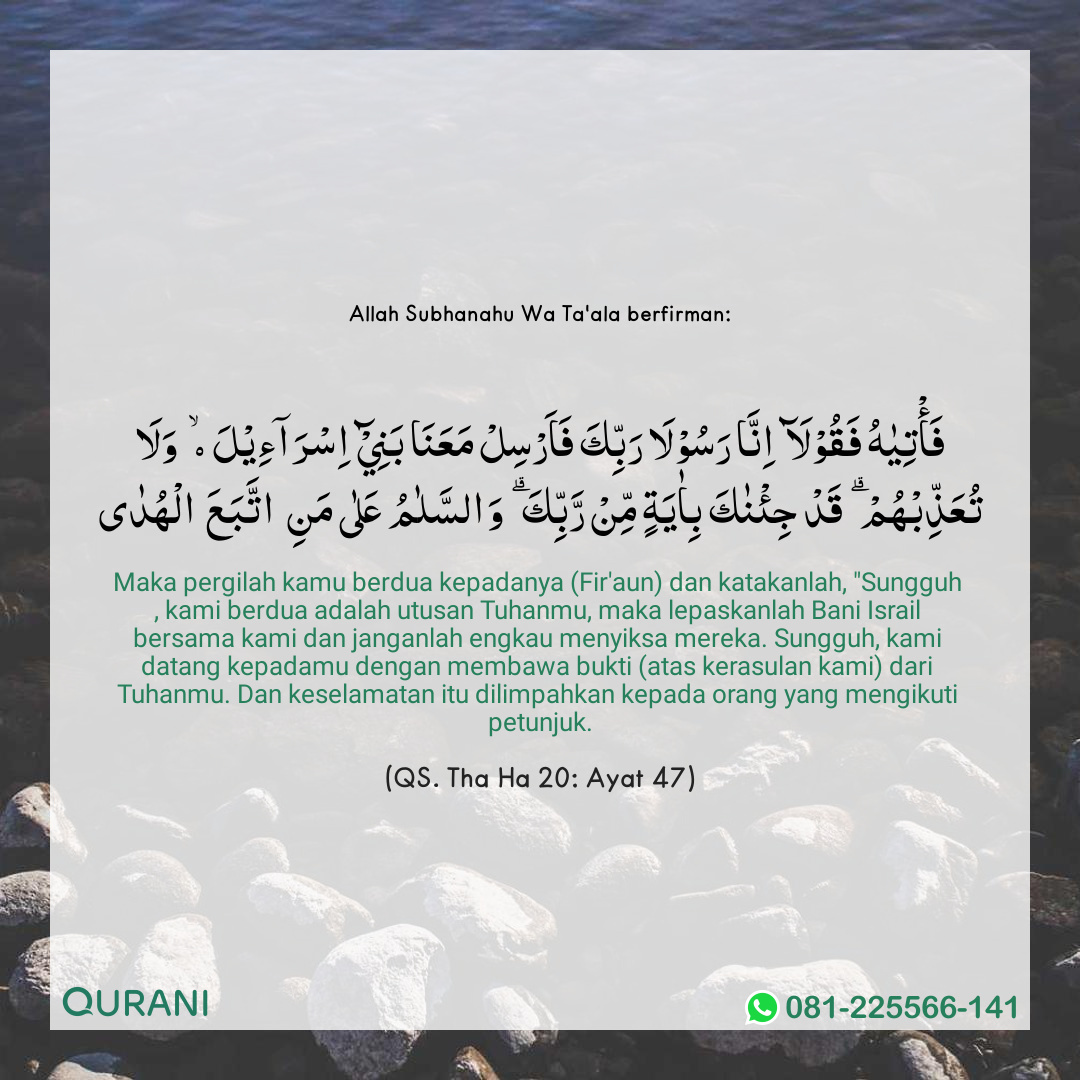 Allah Subhanahu Wa Ta'ala berfirman:
فَأْتِيٰهُ فَقُوْلَآ اِنَّا رَسُوْلَا رَبِّكَ فَاَرْسِلْ مَعَنَا بَنِيْٓ اِسْرَاۤءِيْلَ ەۙ وَلَا
تُعَذِّبْهُمْۗ قَدْ جِئْنٰكَ بِاٰيَةٍ مِّنْ رَّبِّكَۗ وَالسَّلٰمُ عَلٰى مَنِ اتَّبَعَ الْهُدٰى
Maka pergilah kamu berdua kepadanya (Fir'aun) dan katakanlah, "Sungguh
, kami berdua adalah utusan Tuhanmu, maka lepaskanlah Bani Israil
bersama kami dan janganlah engkau menyiksa mereka. Sungguh, kami
datang kepadamu dengan membawa bukti (atas kerasulan kami) dari
Tuhanmu. Dan keselamatan itu dilimpahkan kepada orang yang mengikuti
petunjuk.
(QS. Tha Ha 20: Ayat 47)
QURANI
081-225566-141